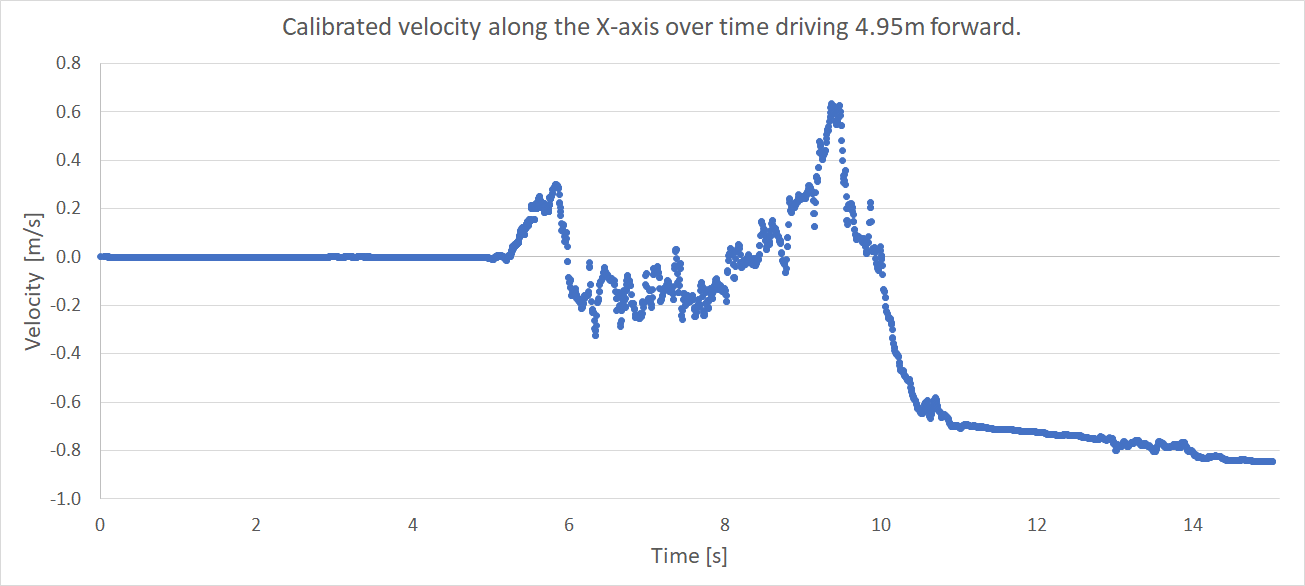 Calibrated velocity along the X-axis over time driving 4.95m forward.
0.8
0.6
0.4
0.2
0.0
-0.2
-0.4
-0.6
-0.8
-1.0
Velocity [m/s]
0 2 4 6 8 10 12 14
Time [s]